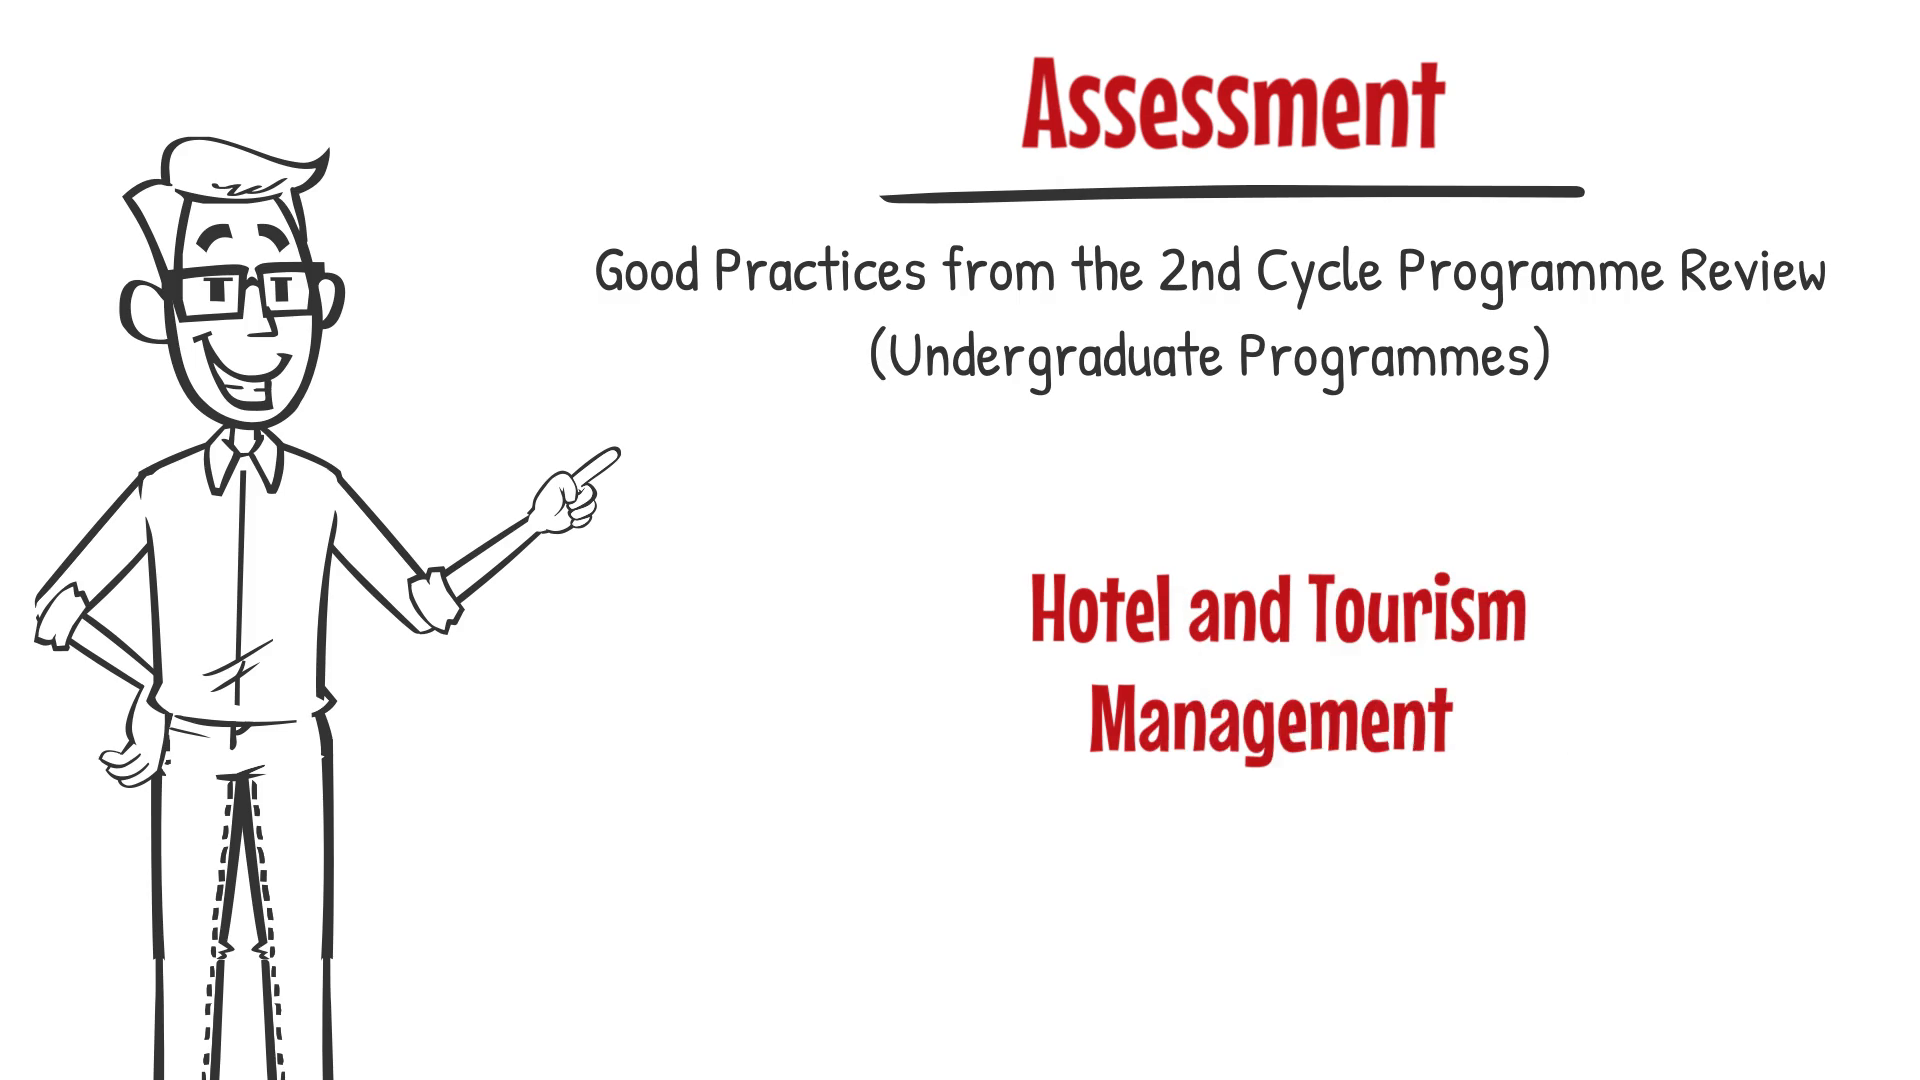 Assessment
Good Practices from the 2nd Cycle Programme Review
(Undergraduate Programmes)
Hotel and Tourism
Management